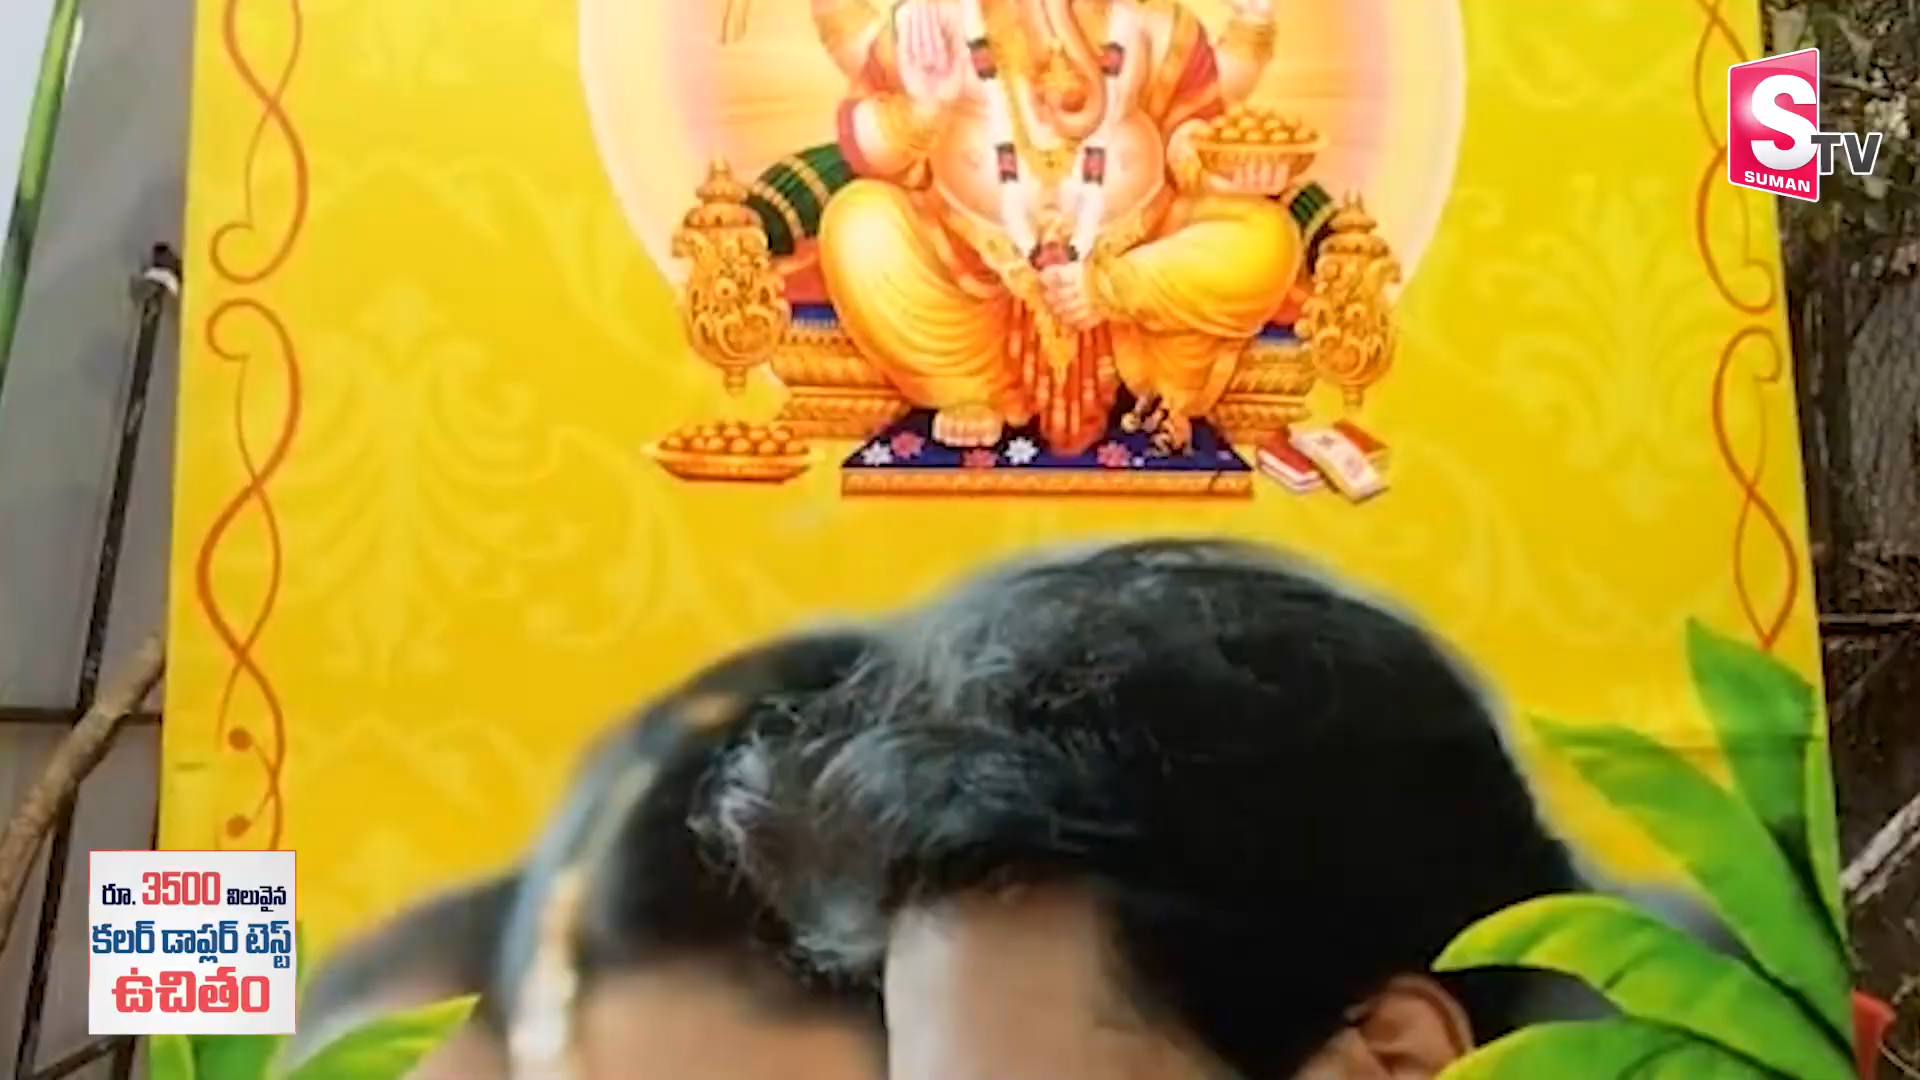 S
TV
SUMAN
రూ. 3500 విలువైన
కలర్ డాప్లర్ టెస్ట్
ఉచితం